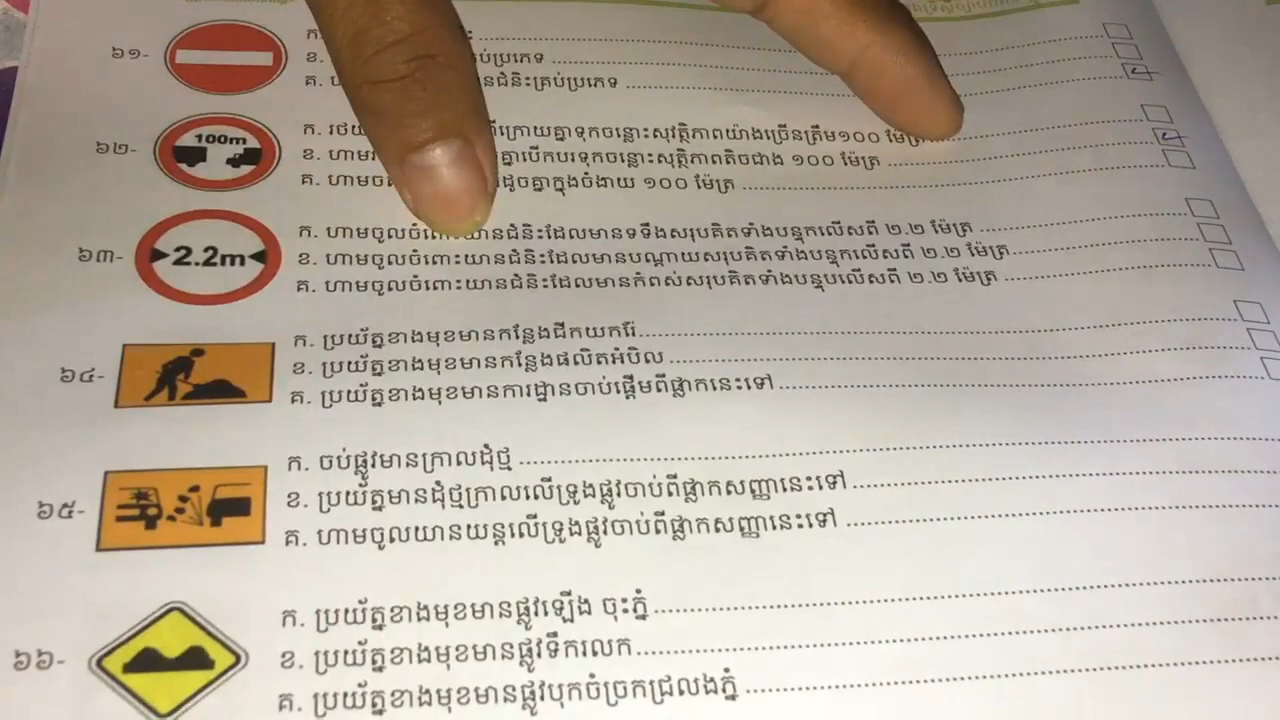 ៦១-
ក.
ខ.
គ. ានជំនិះគ្រប់ប្រភេទ
៦២-
100m
ក. ពីក្រោយគ្នាទុកចន្លោះសុវត្ថិភាពយ៉ាងច្រើនត្រឹម១០០ ម៉ែត្រ
ខ. ហាម គ្នាបើកបរទុកចន្លោះសុត្ថិភាពតិចជាង ១០០ ម៉ែត្រ
គ. ហាមចត ដូចគ្នាក្នុងចំងាយ ១០០ ម៉ែត្រ
៦៣-
2.2m
ក. ហាមចូលចំពោះយានជំនិះដែលមានទទឹងសរុបគិតទាំងបន្ទុកលើសពី ២.២ ម៉ែត្រ
ខ. ហាមចូលចំពោះយានជំនិះដែលមានបណ្តាយសរុបគិតទាំងបន្ទុកលើសពី ២.២ ម៉ែត្រ
គ. ហាមចូលចំពោះយានជំនិះដែលមានកំពស់សរុបគិតទាំងបន្ទុបលើសពី ២.២ ម៉ែត្រ
៦៤-
ក. ប្រយ័ត្នខាងមុខមានកន្លែងជីកយករ៉ែ
ខ. ប្រយ័ត្នខាងមុខមានកន្លែងផលិតអំបិល
គ. ប្រយ័ត្នខាងមុខមានការដ្ឋានចាប់ផ្តើមពីផ្លាកនេះទៅ
៦៥-
ក. ចប់ផ្លូវមានក្រាលដុំថ្ម
ខ. ប្រយ័ត្នមានដុំថ្មក្រាលលើទ្រូងផ្លូវចាប់ពីផ្លាកសញ្ញានេះទៅ
គ. ហាមចូលយានយន្តលើទ្រូងផ្លូវចាប់ពីផ្លាកសញ្ញានេះទៅ
៦៦-
ក. ប្រយ័ត្នខាងមុខមានផ្លូវឡើង ចុះភ្នំ
ខ. ប្រយ័ត្នខាងមុខមានផ្លូវទឹករលក
គ. ប្រយ័ត្នខាងមុខមានផ្លូវបុកចំច្រកជ្រលងភ្នំ